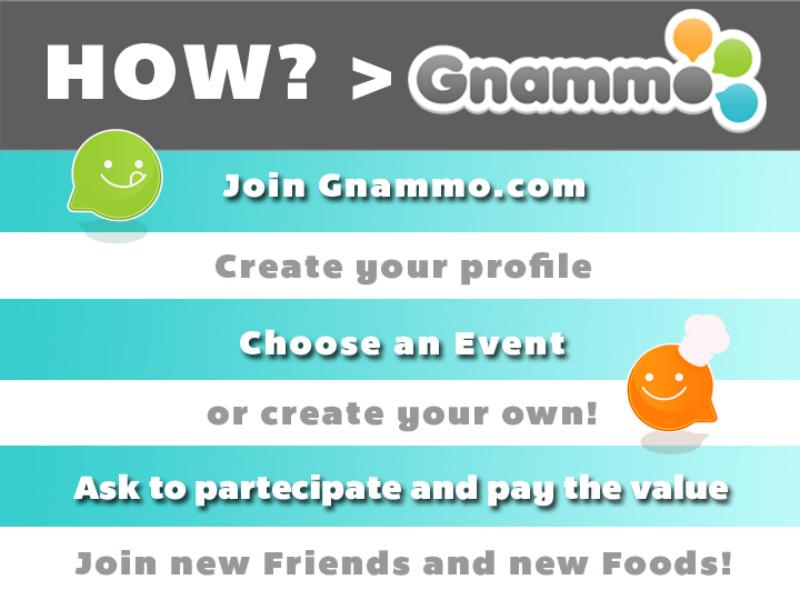 HOW? > Gnammo
Join Gnammo.com
Create your profile
Choose an Event
or create your own!
Ask to partecipate and pay the value
Join new Friends and new Foods!